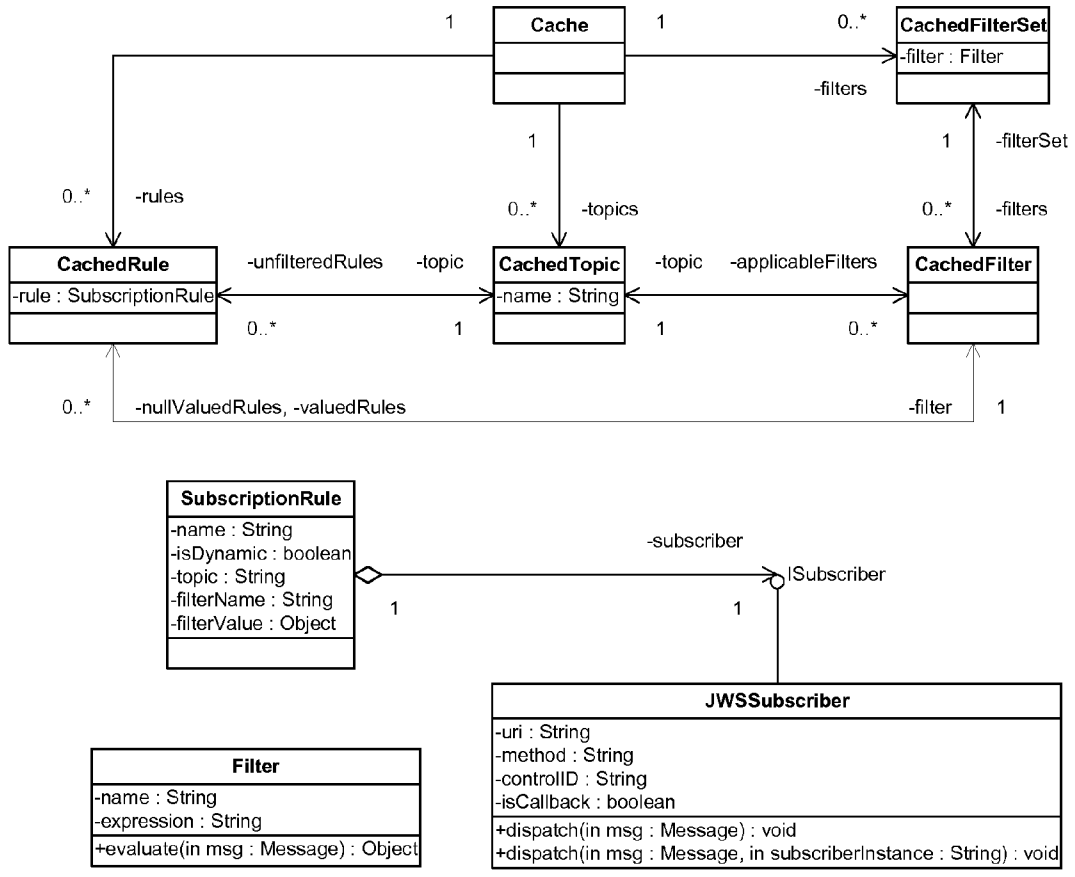 1
Cache
1
0..*
CachedFilterSet
-filter : Filter
-filters
1
1
-filterSet
0..*
-rules
0..*
-topics
0..*
-filters
CachedRule
-unfilteredRules
-topic
CachedTopic
-topic
-applicableFilters
CachedFilter
-rule : SubscriptionRule
-name : String
0..*
1
1
0..*
0..*
-nullValuedRules, -valuedRules
-filter
1
SubscriptionRule
-name : String
-isDynamic : boolean
-topic : String
-filterName : String
-filterValue : Object
-subscriber
ISubscriber
1
1
JWSSubscriber
-uri : String
-method : String
-controlID : String
-isCallback : boolean
+dispatch(in msg : Message) : void
+dispatch(in msg : Message, in subscriberInstance : String) : void
Filter
-name : String
-expression : String
+evaluate(in msg : Message) : Object